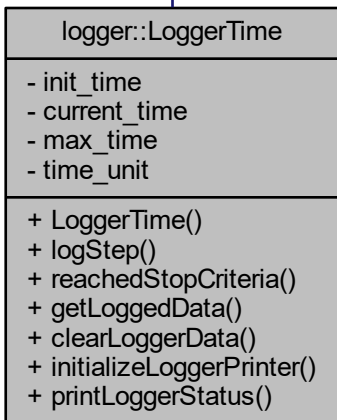 logger::LoggerTime
- init_time
- current_time
- max_time
- time_unit
+ LoggerTime()
+ logStep()
+ reachedStopCriteria()
+ getLoggedData()
+ clearLoggerData()
+ initializeLoggerPrinter()
+ printLoggerStatus()